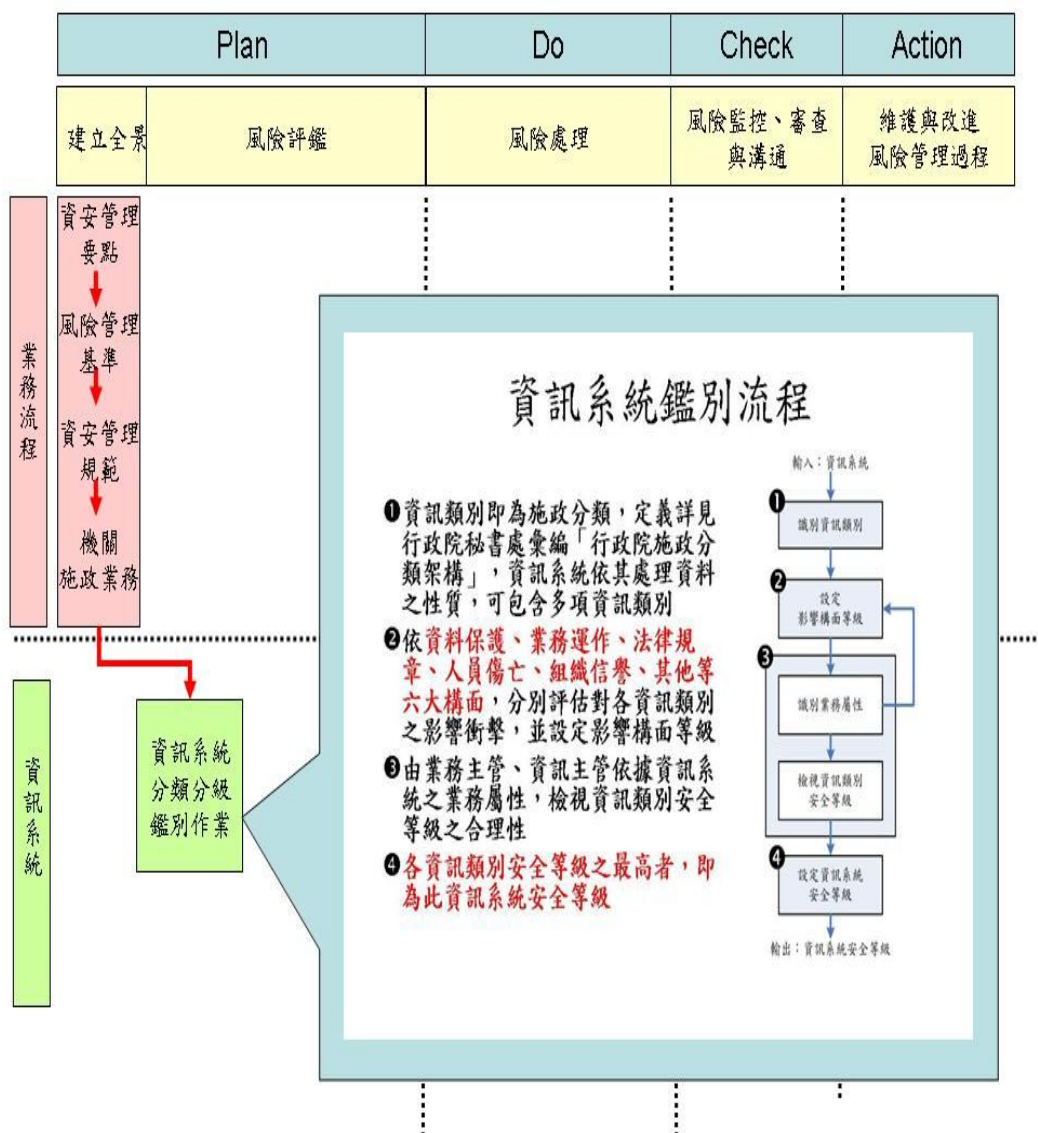 Plan
Do
Check
Action
建立全景
風險評鑑
風險處理
風險監控、審查
與溝通
維護與改進
風險管理過程
業務流程
資安管理
要點
風險管理
基準
資安管理
規範
機關
施政業務
資訊系統
資訊系統
分類分級
鑑別作業
資訊系統鑑別流程
❶資訊類別即為施政分類，定義詳見
行政院秘書處彙編「行政院施政分
類架構」，資訊系統依其處理資料
之性質，可包含多項資訊類別
❷依資料保護、業務運作、法律規
章、人員傷亡、組織信譽、其他等
六大構面，分別評估對各資訊類別
之影響衝擊，並設定影響構面等級
❸由業務主管、資訊主管依據資訊系
統之業務屬性，檢視資訊類別安全
等級之合理性
❹各資訊類別安全等級之最高者，即
為此資訊系統安全等級
輸入：資訊系統
❶
識別資訊類別
❷
設定
影響構面等級
❸
識別業務屬性
檢視資訊類別
安全等級
❹
設定資訊系統
安全等級
輸出：資訊系統安全等級